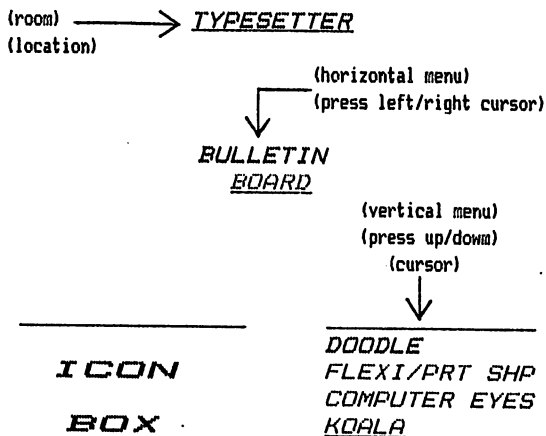 (room)
(location)
TYPESETTER
(horizontal menu)
(press left/right cursor)
BULLETIN
BOARD
(vertical menu)
(press up/dowm)
(cursor)
ICON
BOX
DOODLE
FLEXI/PRT SHP
COMPUTER EYES
KOALA